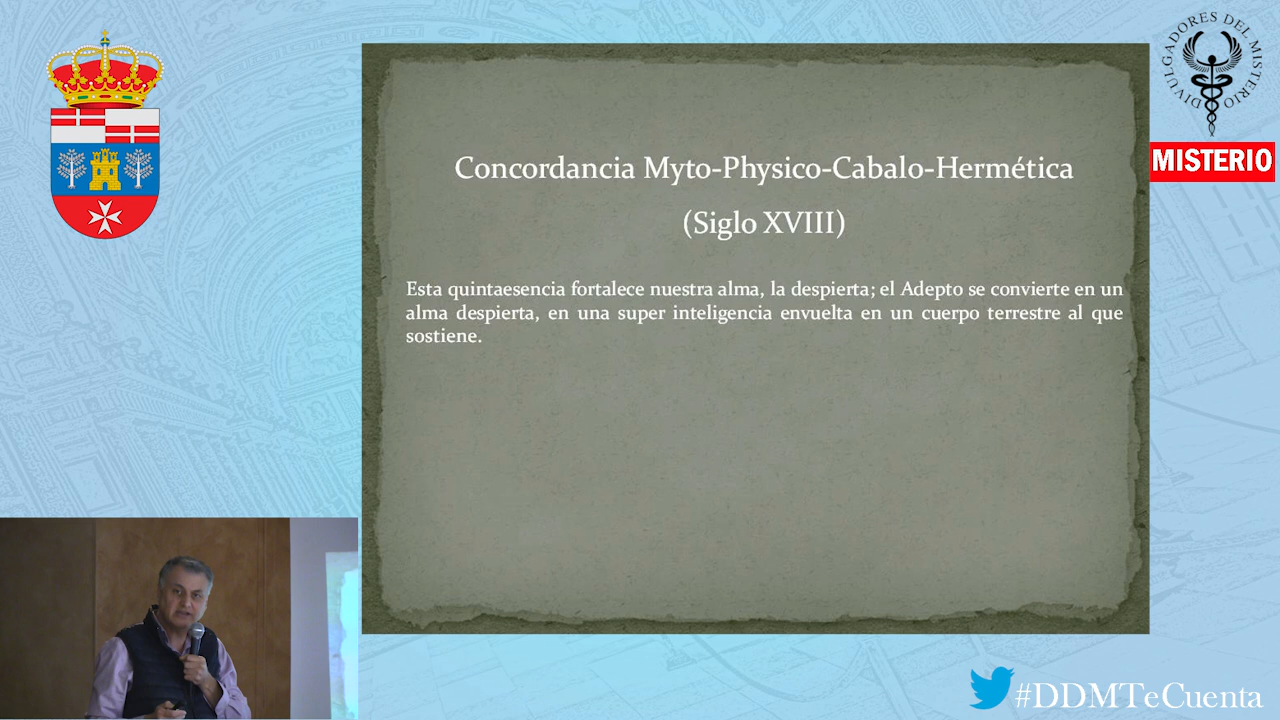 DIVULGADORES DEL MISTERIO
MISTERIO
Concordancia Myto-Physico-Cabalo-Hermética
(Siglo XVIII)
Esta quintaesencia fortalece nuestra alma, la despierta; el Adepto se convierte en un
alma despierta, en una super inteligencia envuelta en un cuerpo terrestre al que
sostiene.
#DDMTeCuenta